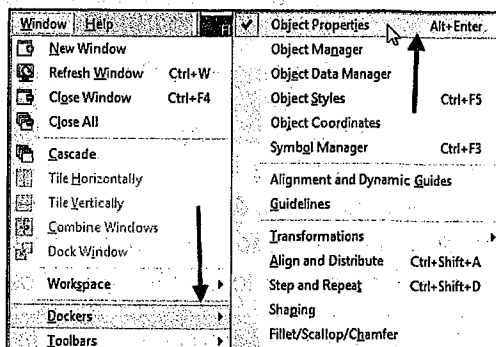 Window Help
New Window
Refresh Window Ctrl+W
Close Window Ctrl+F4
Close All
Cascade
Tile Horizontally
Tile Vertically
Combine Windows
Dock Window
Workspace
Dockers
Toolbars
Object Properties Alt+Enter
Object Manager
Object Data Manager
Object Styles Ctrl+F5
Object Coordinates
Symbol Manager Ctrl+F3
Alignment and Dynamic Guides
Guidelines
Transformations
Align and Distribute Ctrl+Shift+A
Step and Repeat Ctrl+Shift+D
Shaping
Fillet/Scallop/Chamfer